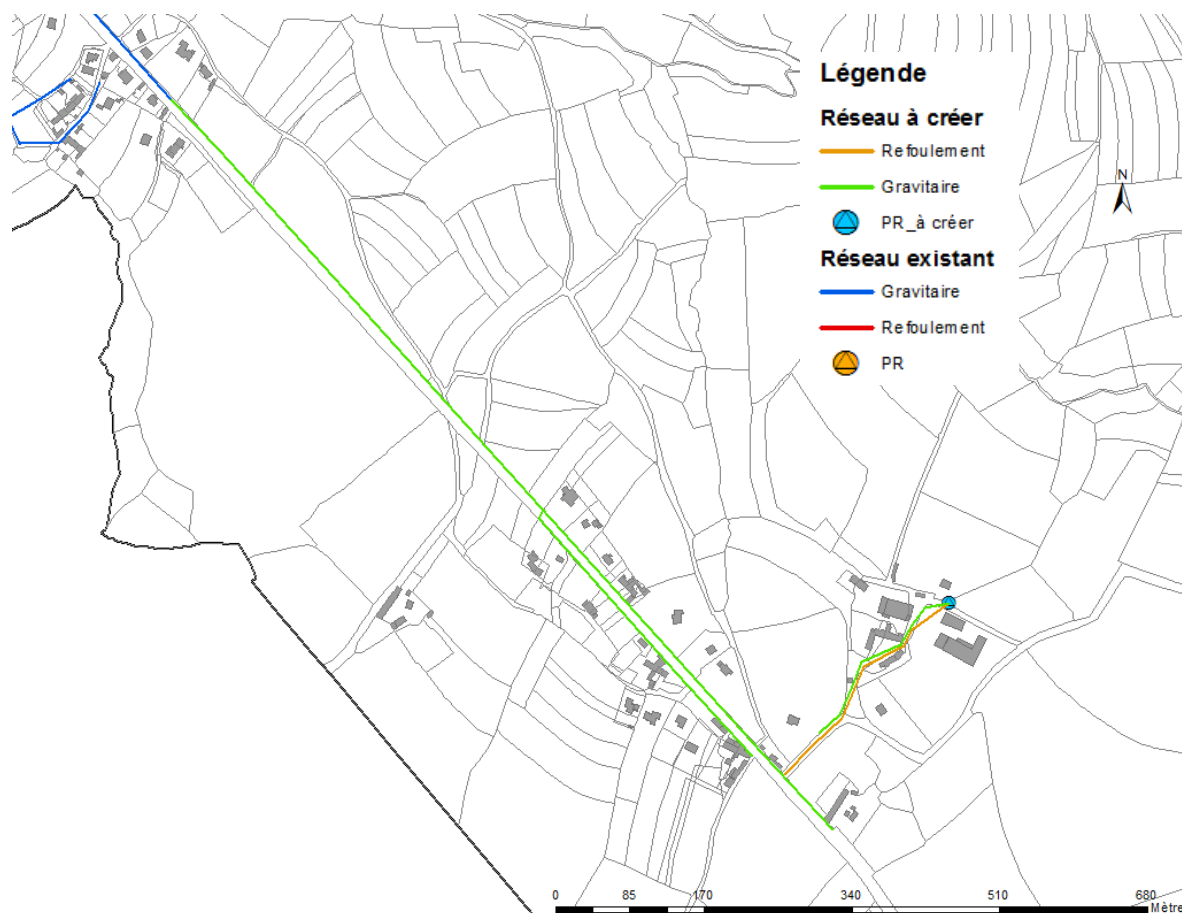 Légende
Réseau à créer
Refoulement
Gravitaire
PR_à créer
Réseau existant
Gravitaire
Refoulement
PR
N
0 85 170 340 510 680
Mètre